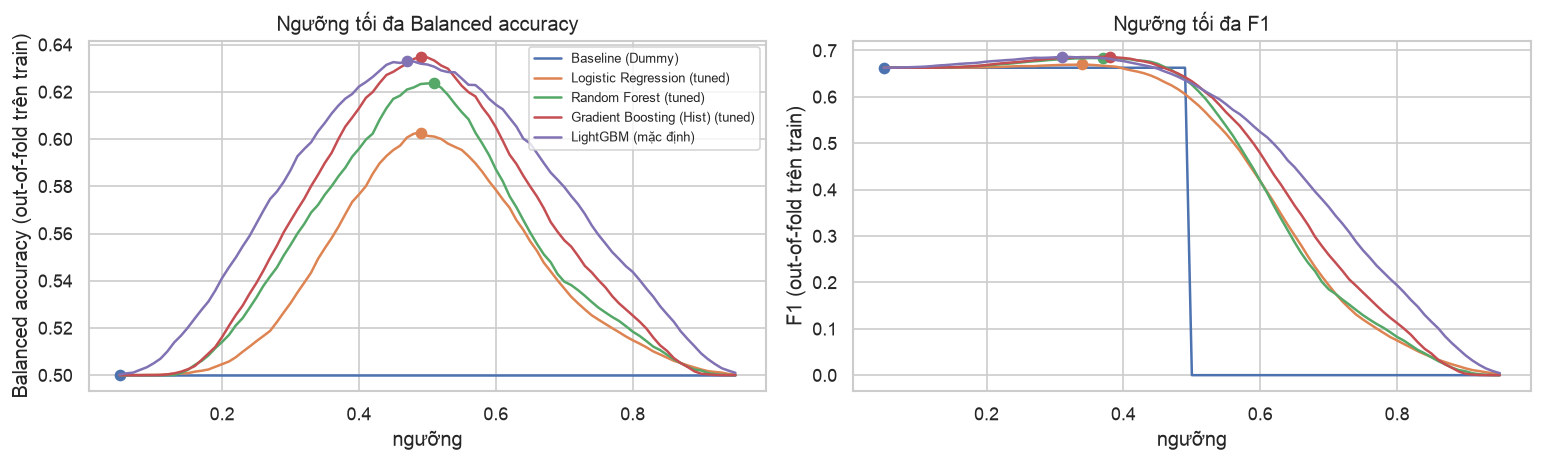 Ngưỡng tối đa Balanced accuracy
Balanced accuracy (out-of-fold trên train)
0.64
0.62
0.60
0.58
0.56
0.54
0.52
0.50
Baseline (Dummy)
Logistic Regression (tuned)
Random Forest (tuned)
Gradient Boosting (Hist) (tuned)
LightGBM (mặc định)
0.2 0.4 0.6 0.8
ngưỡng
Ngưỡng tối đa F1
F1 (out-of-fold trên train)
0.7
0.6
0.5
0.4
0.3
0.2
0.1
0.0
0.2 0.4 0.6 0.8
ngưỡng